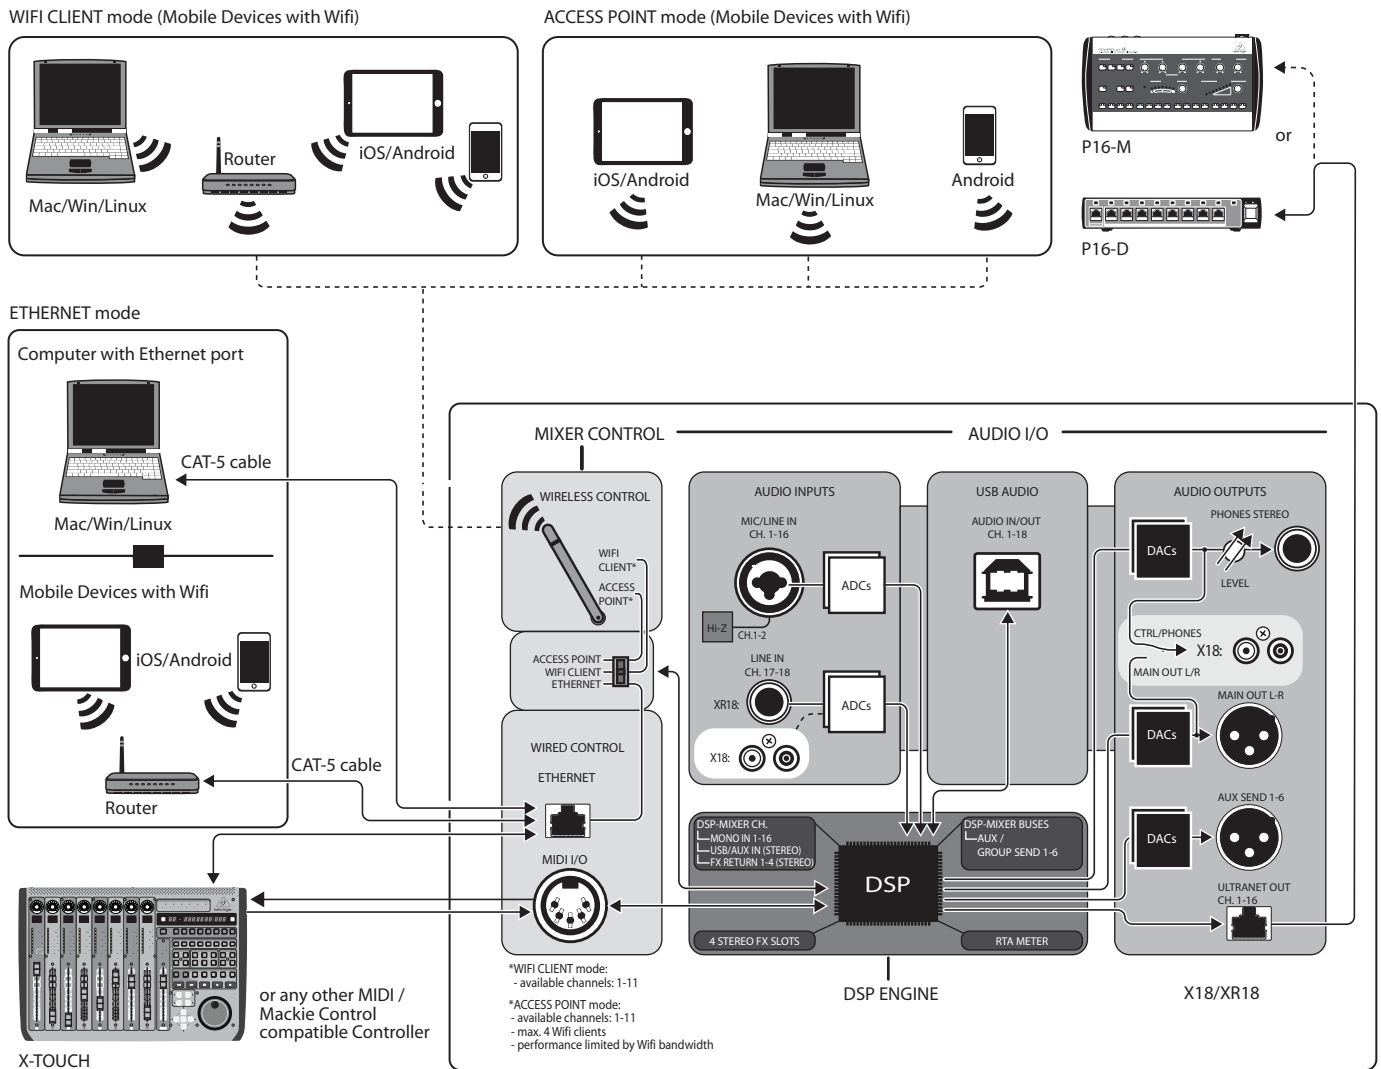 WIFI CLIENT mode (Mobile Devices with Wifi)
ACCESS POINT mode (Mobile Devices with Wifi)
Router
iOS/Android
Mac/Win/Linux
iOS/Android
Mac/Win/Linux
Android
P16-M
or
P16-D
ETHERNET mode
Computer with Ethernet port
CAT-5 cable
Mac/Win/Linux
Mobile Devices with Wifi
iOS/Android
CAT-5 cable
Router
X-TOUCH
or any other MIDI /
Mackie Control
compatible Controller
MIXER CONTROL
AUDIO I/O
WIRELESS CONTROL
WIFI
CLIENT*
ACCESS
POINT*
ACCESS POINT
WIFI CLIENT
ETHERNET
WIRED CONTROL
ETHERNET
MIDI I/O
*WIFI CLIENT mode:
- available channels: 1-11
*ACCESS POINT mode:
- available channels: 1-11
- max. 4 Wifi clients
- performance limited by Wifi bandwidth
AUDIO INPUTS
MIC/LINE IN
CH. 1-16
ADCs
Hi-Z
CH.1-2
LINE IN
CH. 17-18
XR18:
ADCs
X18:
USB AUDIO
AUDIO IN/OUT
CH. 1-18
DSP-MIXER CH.
MONO IN 1-16
USB/AUX IN (STEREO)
FX RETURN 1-4 (STEREO)
DSP-MIXER BUSES
AUX /
GROUP SEND 1-6
DSP
4 STEREO FX SLOTS
RTA METER
DSP ENGINE
AUDIO OUTPUTS
PHONES STEREO
DACs
LEVEL
CTRL/PHONES
X18:
MAIN OUT L/R
MAIN OUT L-R
DACs
AUX SEND 1-6
DACs
ULTRANET OUT
CH. 1-16
X18/XR18